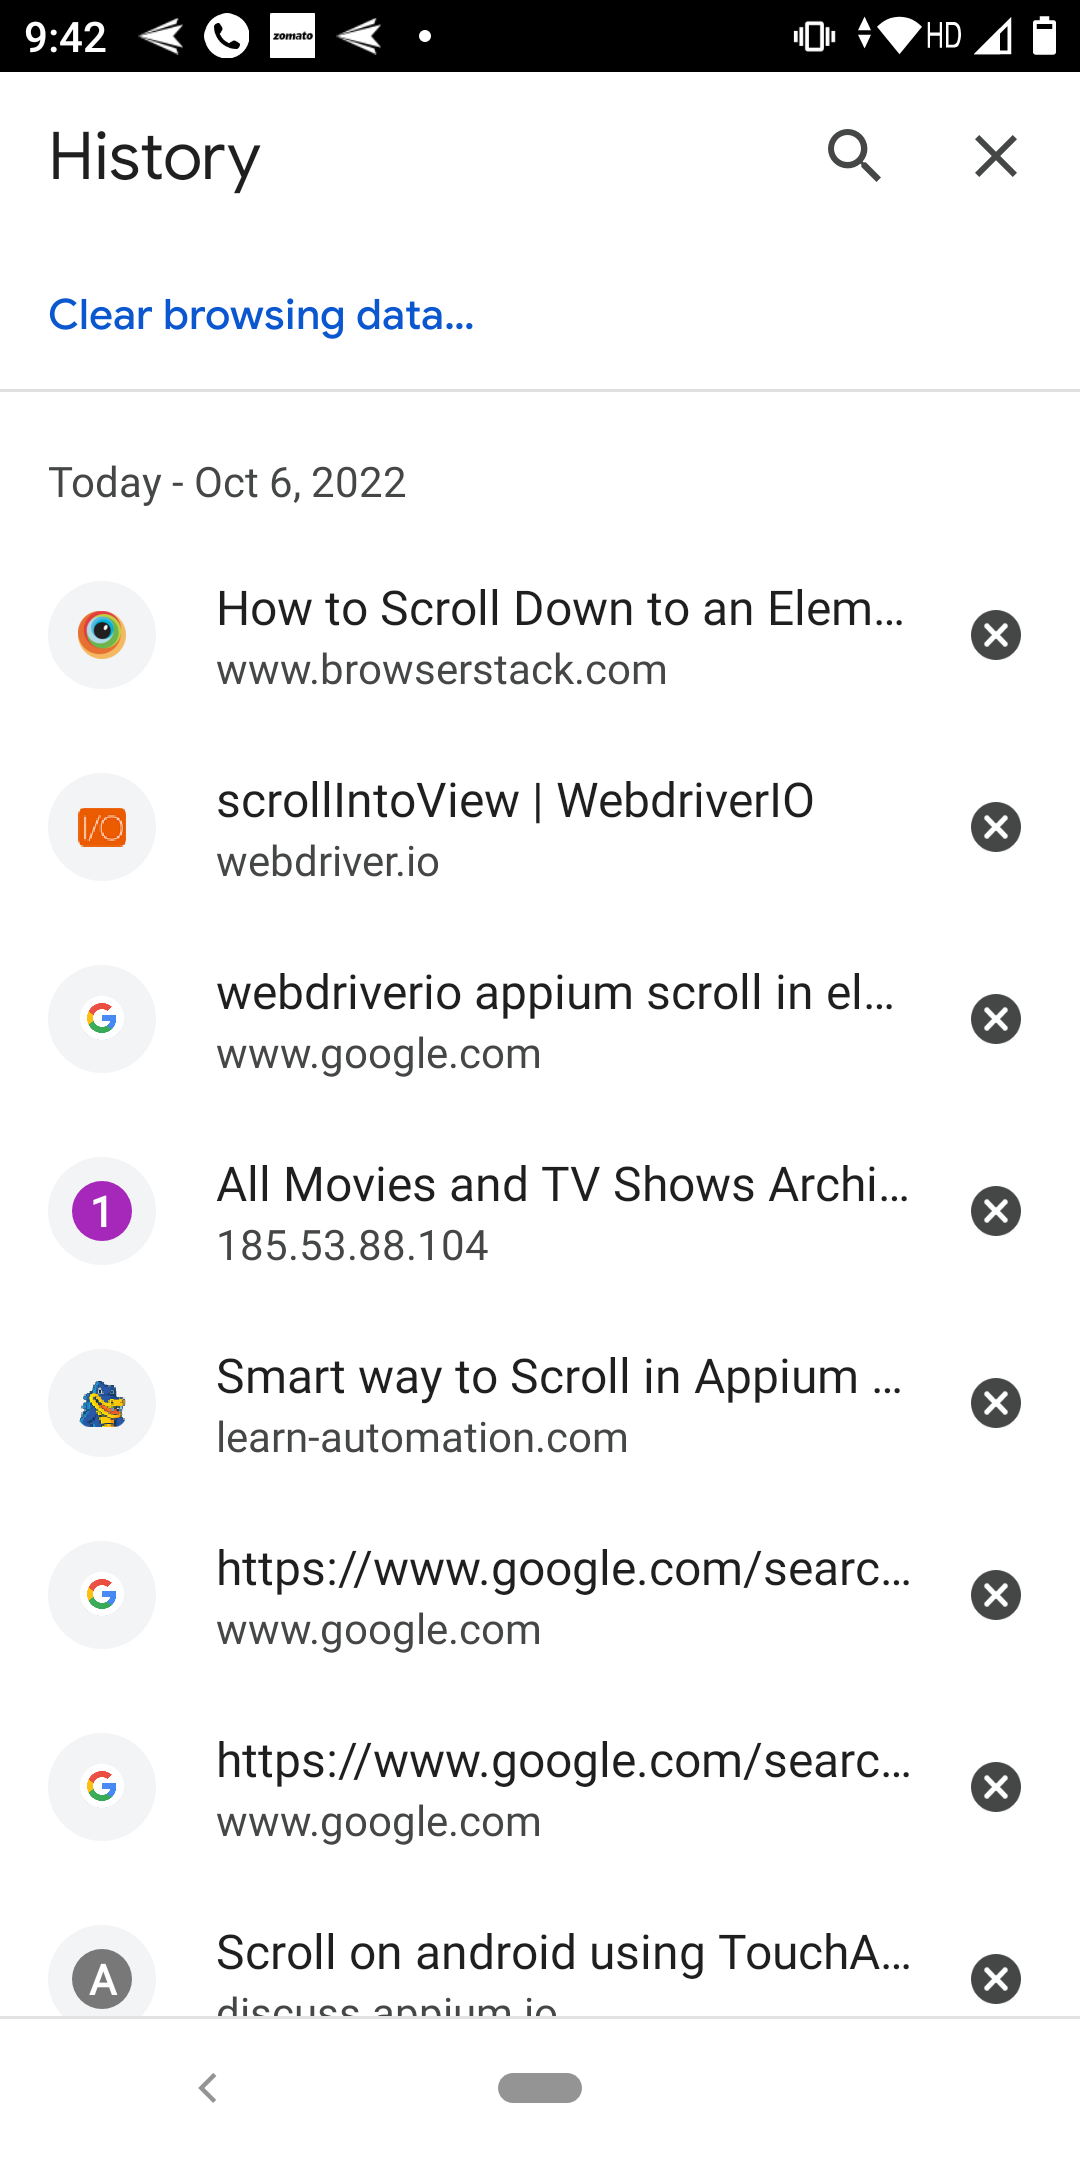 9:42 zomato HD
History
Clear browsing data...
Today - Oct 6, 2022
How to Scroll Down to an Elem...
www.browserstack.com
I/O
scrollIntoView | WebdriverIO
webdriver.io
G
webdriverio appium scroll in el...
www.google.com
1
All Movies and TV Shows Archi...
185.53.88.104
Smart way to Scroll in Appium ...
learn-automation.com
G
https://www.google.com/searc...
www.google.com
G
https://www.google.com/searc...
www.google.com
A
Scroll on android using TouchA...
discuss.appium.io